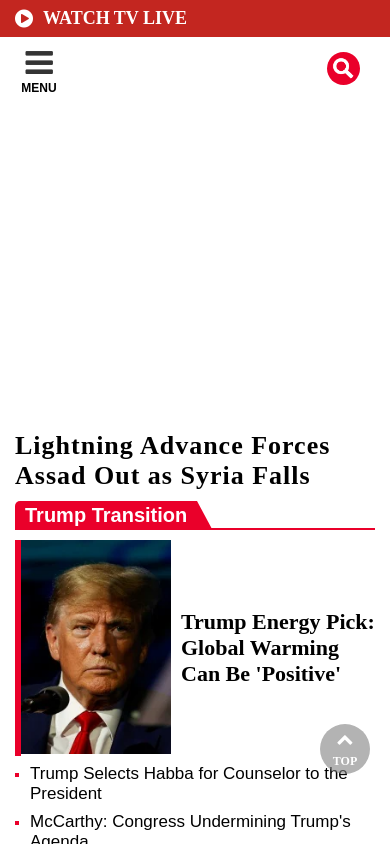 WATCH TV LIVE
MENU
Lightning Advance Forces
Assad Out as Syria Falls
Trump Transition
Trump Energy Pick:
Global Warming
Can Be 'Positive'
TOP
Trump Selects Habba for Counselor to the
President
McCarthy: Congress Undermining Trump's
Agenda